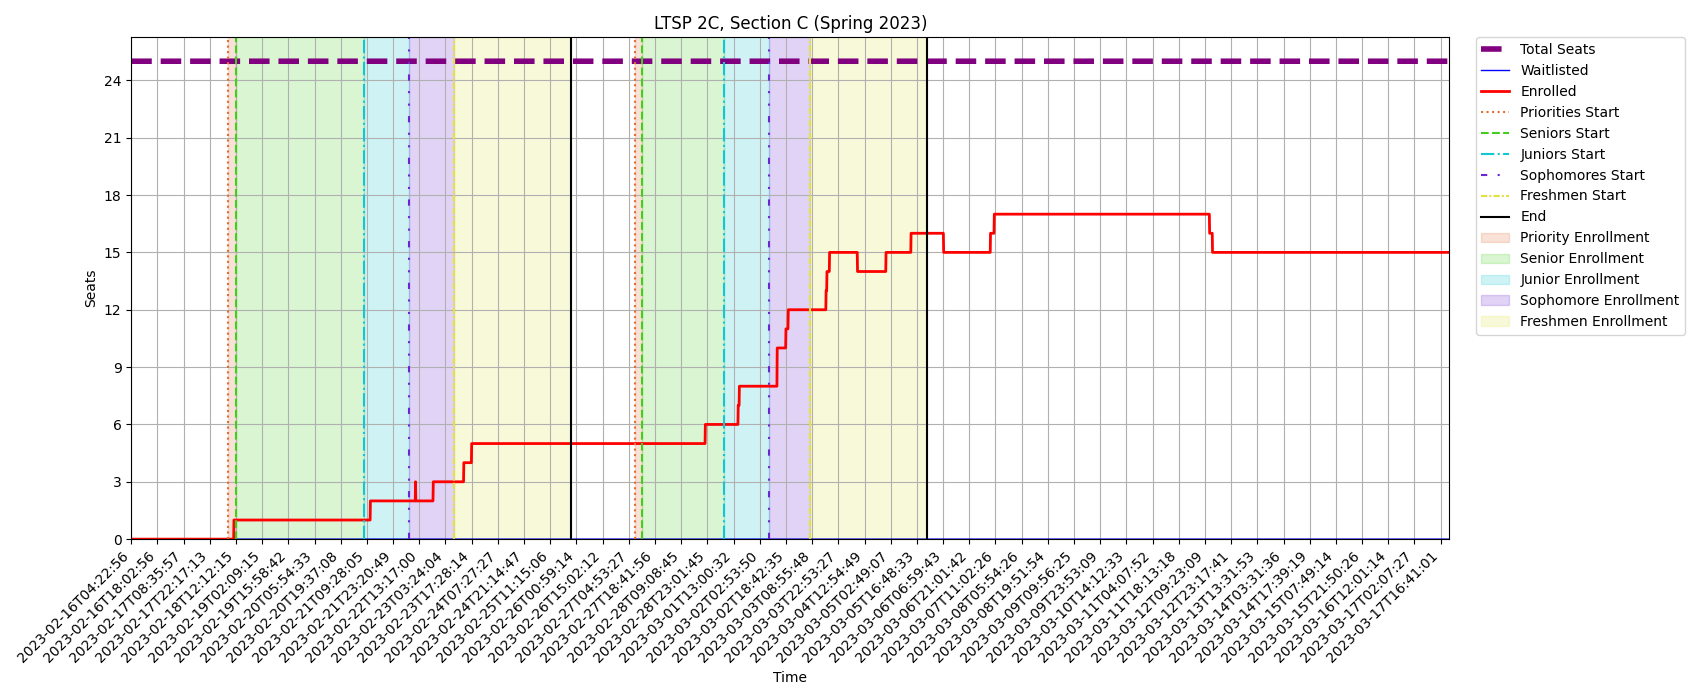 LTSP 2C, Section C (Spring 2023)
Total Seats
Waitlisted
Enrolled
Priorities Start
Seniors Start
Juniors Start
Sophomores Start
Freshmen Start
End
Priority Enrollment
Senior Enrollment
Junior Enrollment
Sophomore Enrollment
Freshmen Enrollment
Seats
24
21
18
15
12
9
6
3
0
2023-02-16T04:22:56
2023-02-16T18:02:56
2023-02-17T08:35:57
2023-02-17T22:17:13
2023-02-18T12:12:15
2023-02-19T02:09:15
2023-02-19T15:58:42
2023-02-20T05:54:33
2023-02-20T19:37:08
2023-02-21T09:28:05
2023-02-21T23:20:49
2023-02-22T13:17:00
2023-02-23T03:24:04
2023-02-23T17:28:14
2023-02-24T07:27:27
2023-02-24T21:14:47
2023-02-25T11:15:06
2023-02-26T00:59:14
2023-02-26T15:02:12
2023-02-27T04:53:27
2023-02-27T18:41:56
2023-02-28T09:08:45
2023-02-28T23:01:45
2023-03-01T13:00:32
2023-03-02T02:53:50
2023-03-02T18:42:35
2023-03-03T08:55:48
2023-03-03T22:53:27
2023-03-04T12:54:49
2023-03-05T02:49:07
2023-03-05T16:48:33
2023-03-06T06:59:43
2023-03-06T21:01:42
2023-03-07T11:02:26
2023-03-08T05:54:26
2023-03-08T19:51:54
2023-03-09T09:56:25
2023-03-09T23:53:09
2023-03-10T14:12:33
2023-03-11T04:07:52
2023-03-11T18:13:18
2023-03-12T09:23:09
2023-03-12T23:17:41
2023-03-13T13:31:53
2023-03-14T03:31:36
2023-03-14T17:39:19
2023-03-15T07:49:14
2023-03-15T21:50:26
2023-03-16T12:01:14
2023-03-17T02:07:27
2023-03-17T16:41:01
Time